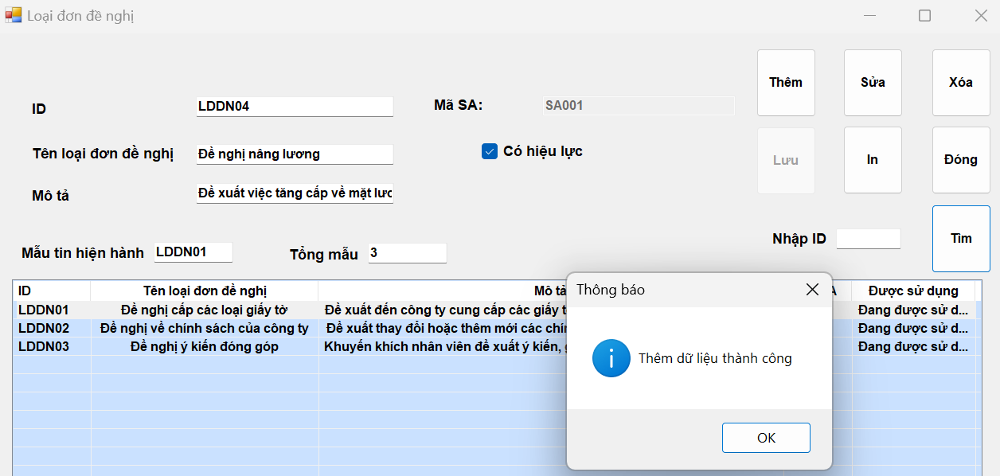 Loại đơn đề nghị
Thêm Sửa Xóa
ID LDDN04 Mã SA: SA001
Tên loại đơn đề nghị Đề nghị nâng lương Có hiệu lực
Lưu In Đóng
Mô tả Đề xuất việc tăng cấp về mặt lươ
Nhập ID Tìm
Mẫu tin hiện hành LDDN01 Tổng mẫu 3
ID Tên loại đơn đề nghị Mô tả A Được sử dụng
LDDN01 Đề nghị cấp các loại giấy tờ Đề xuất đến công ty cung cấp các giấy t Đang được sử d...
LDDN02 Đề nghị về chính sách của công ty Đề xuất thay đổi hoặc thêm mới các chín Đang được sử d...
LDDN03 Đề nghị ý kiến đóng góp Khuyến khích nhân viên đề xuất ý kiến, g Đang được sử d...
Thông báo
Thêm dữ liệu thành công
OK